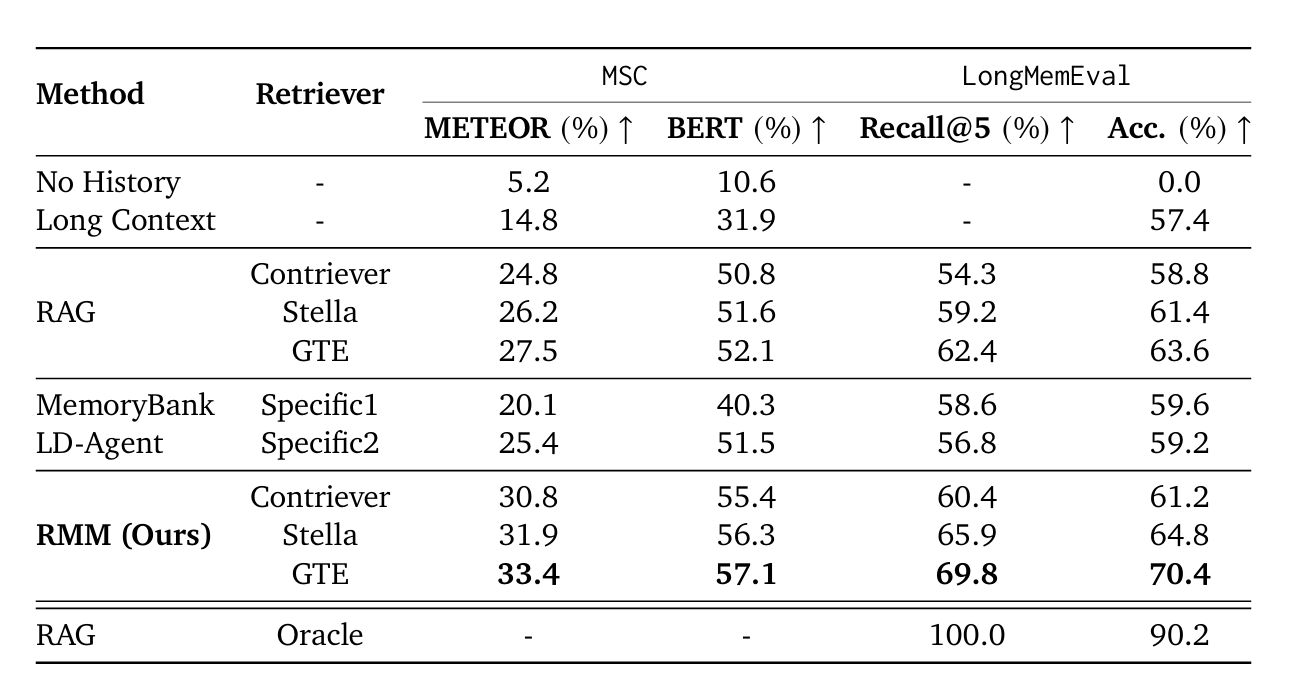 MSC LongMemEval
Method Retriever
METEOR (%) ↑ BERT (%) ↑ Recall@5 (%) ↑ Acc. (%) ↑
No History - 5.2 10.6 - 0.0
Long Context - 14.8 31.9 - 57.4
Contriever 24.8 50.8 54.3 58.8
RAG Stella 26.2 51.6 59.2 61.4
GTE 27.5 52.1 62.4 63.6
MemoryBank Specific1 20.1 40.3 58.6 59.6
LD-Agent Specific2 25.4 51.5 56.8 59.2
Contriever 30.8 55.4 60.4 61.2
RMM (Ours) Stella 31.9 56.3 65.9 64.8
GTE 33.4 57.1 69.8 70.4
RAG Oracle - - 100.0 90.2